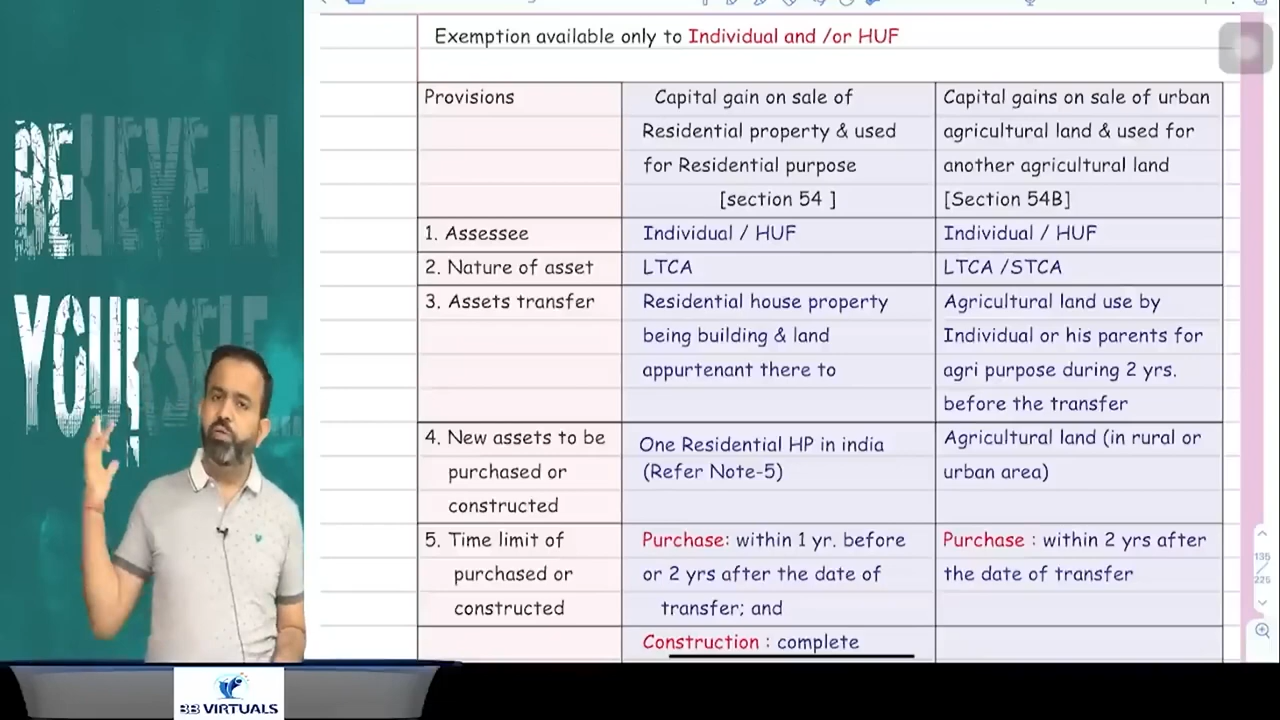 BELIEVE IN
YOURSELF
Exemption available only to Individual and /or HUF
Provisions
Capital gain on sale of
Residential property & used
for Residential purpose
[section 54 ]
Capital gains on sale of urban
agricultural land & used for
another agricultural land
[Section 54B]
1. Assessee
Individual / HUF
Individual / HUF
2. Nature of asset
LTCA
LTCA /STCA
3. Assets transfer
Residential house property
being building & land
appurtenant there to
Agricultural land use by
Individual or his parents for
agri purpose during 2 yrs.
before the transfer
4. New assets to be
purchased or
constructed
One Residential HP in india
(Refer Note-5)
Agricultural land (in rural or
urban area)
5. Time limit of
purchased or
constructed
Purchase: within 1 yr. before
or 2 yrs after the date of
transfer; and
Purchase : within 2 yrs after
the date of transfer
Construction : complete
135
225
BB VIRTUALS